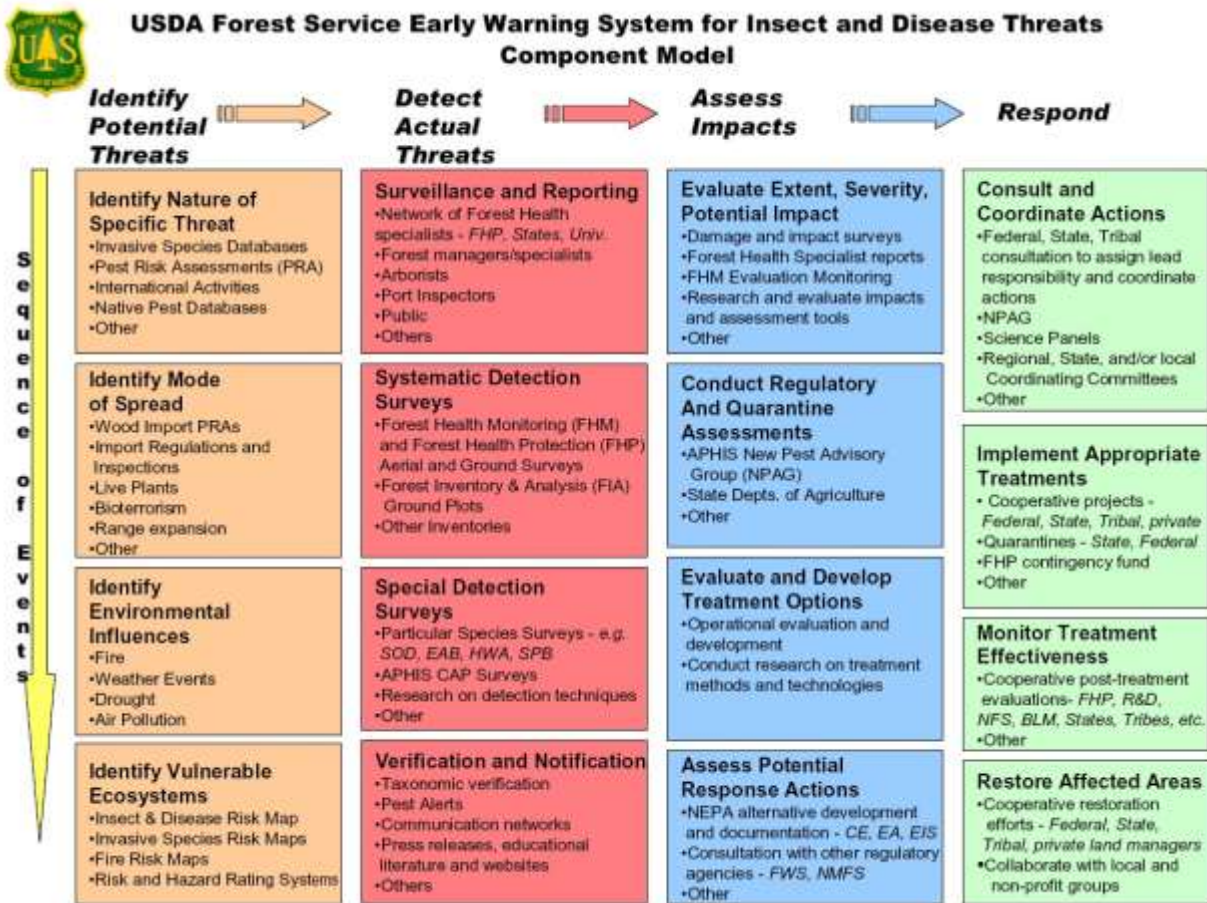 USDA Forest Service Early Warning System for Insect and Disease Threats
Component Model
UAS
Identify
Potential
Threats
Detect
Actual
Threats
Assess
Impacts
Respond
Sequence of Events
Identify Nature of
Specific Threat
•Invasive Species Databases
•Pest Risk Assessments (PRA)
•International Activities
•Native Pest Databases
•Other
Identify Mode
of Spread
•Wood Import PRAs
•Import Regulations and
Inspections
•Live Plants
•Bioterrorism
•Range expansion
•Other
Identify
Environmental
Influences
•Fire
•Weather Events
•Drought
•Air Pollution
Identify Vulnerable
Ecosystems
•Insect & Disease Risk Map
•Invasive Species Risk Maps
•Fire Risk Maps
•Risk and Hazard Rating Systems
Surveillance and Reporting
•Network of Forest Health
specialists - FHP, States, Univ.
•Forest managers/specialists
•Arborists
•Port Inspectors
•Public
•Others
Systematic Detection
Surveys
•Forest Health Monitoring (FHM)
and Forest Health Protection (FHP)
Aerial and Ground Surveys
•Forest Inventory & Analysis (FIA)
Ground Plots
•Other Inventories
Special Detection
Surveys
•Particular Species Surveys - e.g.
SOD, EAB, HWA, SPB
•APHIS CAP Surveys
•Research on detection techniques
•Other
Verification and Notification
•Taxonomic verification
•Pest Alerts
•Communication networks
•Press releases, educational
literature and websites
•Others
Evaluate Extent, Severity,
Potential Impact
•Damage and impact surveys
•Forest Health Specialist reports
•FHM Evaluation Monitoring
•Research and evaluate impacts
and assessment tools
•Other
Conduct Regulatory
And Quarantine
Assessments
•APHIS New Pest Advisory
Group (NPAG)
•State Depts. of Agriculture
•Other
Evaluate and Develop
Treatment Options
•Operational evaluation and
development
•Conduct research on treatment
methods and technologies
Assess Potential
Response Actions
•NEPA alternative development
and documentation - CE, EA, EIS
•Consultation with other regulatory
agencies - FWS, NMFS
•Other
Consult and
Coordinate Actions
•Federal, State, Tribal
consultation to assign lead
responsibility and coordinate
actions
•NPAG
•Science Panels
•Regional, State, and/or local
Coordinating Committees
•Other
Implement Appropriate
Treatments
• Cooperative projects -
Federal, State, Tribal, private
•Quarantines - State, Federal
•FHP contingency fund
•Other
Monitor Treatment
Effectiveness
•Cooperative post-treatment
evaluations- FHP, R&D,
NFS, BLM, States, Tribes, etc.
•Other
Restore Affected Areas
•Cooperative restoration
efforts - Federal, State,
Tribal, private land managers
▪Collaborate with local and
non-profit groups